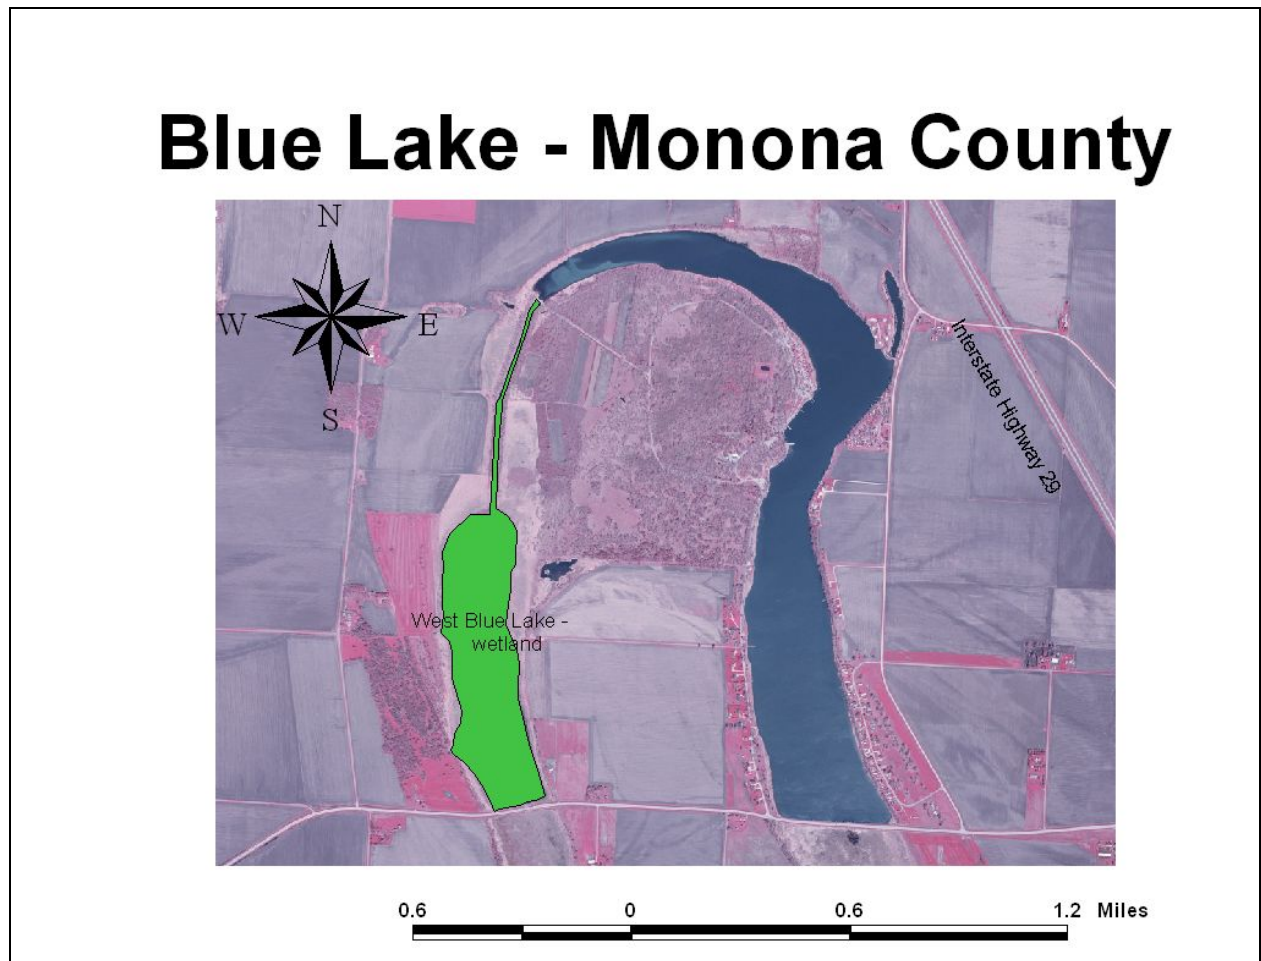 Blue Lake - Monona County
N
W
E
S
Interstate Highway 29
West Blue Lake -
wetland
0.6 0 0.6 1.2 Miles